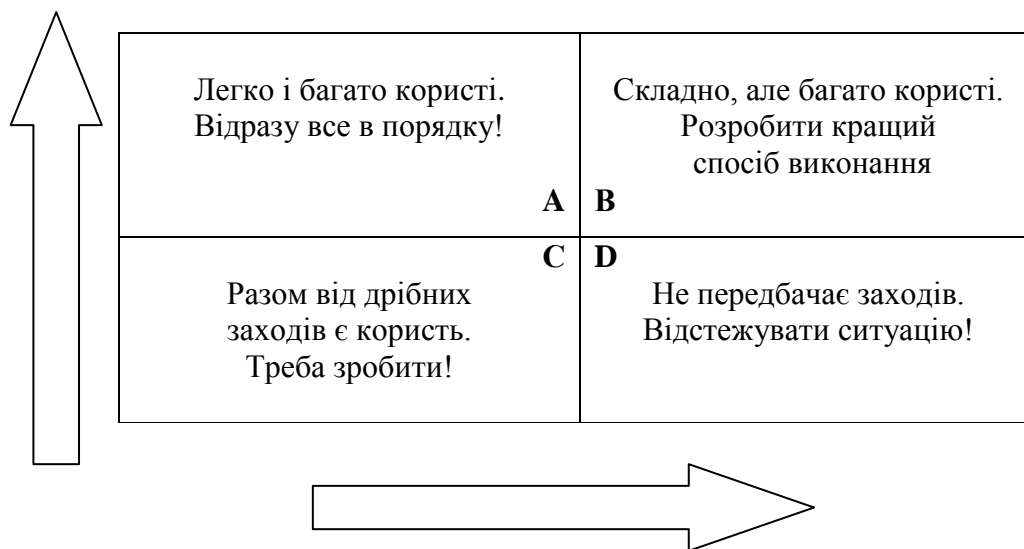 Легко і багато користі.
Відразу все в порядку!
A
Складно, але багато користі.
Розробити кращий
спосіб виконання
B
C
Разом від дрібних
заходів є користь.
Треба зробити!
D
Не передбачає заходів.
Відстежувати ситуацію!